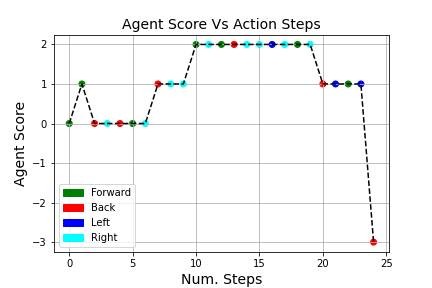 Agent Score Vs Action Steps
2
1
0
−1
−2
−3
Agent Score
Forward
Back
Left
Right
0 5 10 15 20 25
Num. Steps